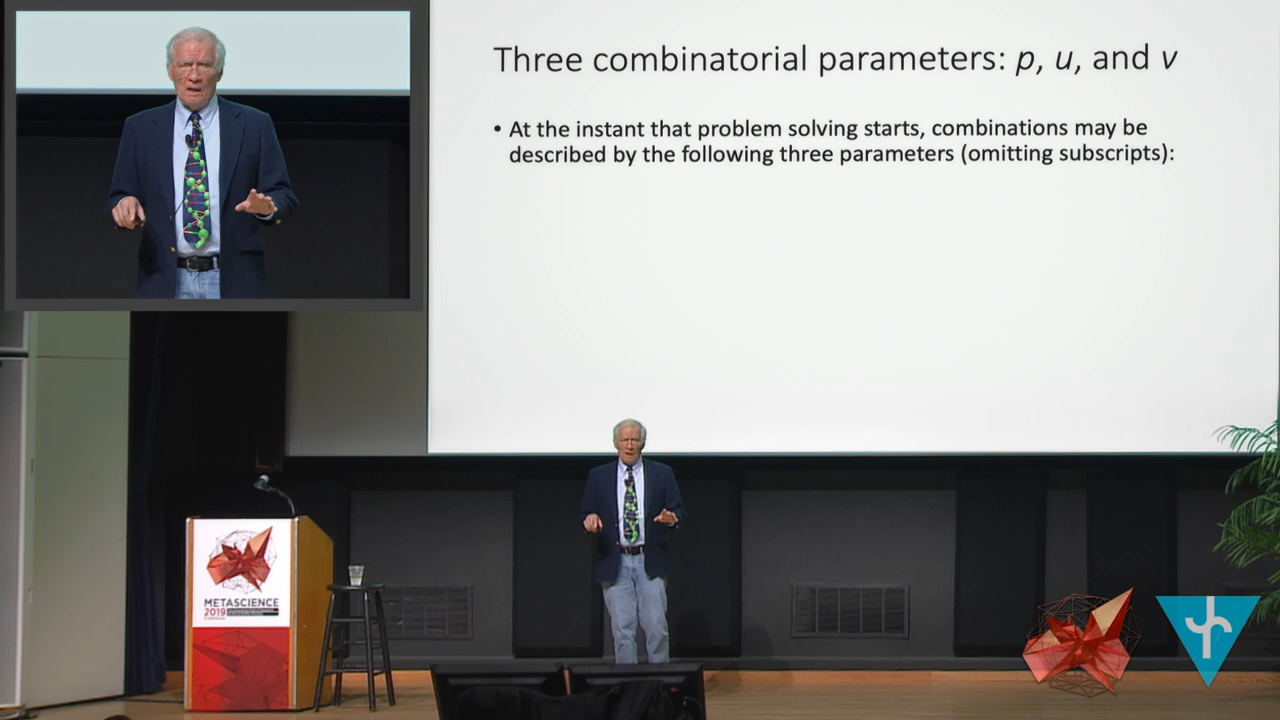 Three combinatorial parameters: p, u, and v
• At the instant that problem solving starts, combinations may be
described by the following three parameters (omitting subscripts):
METASCIENCE
2019